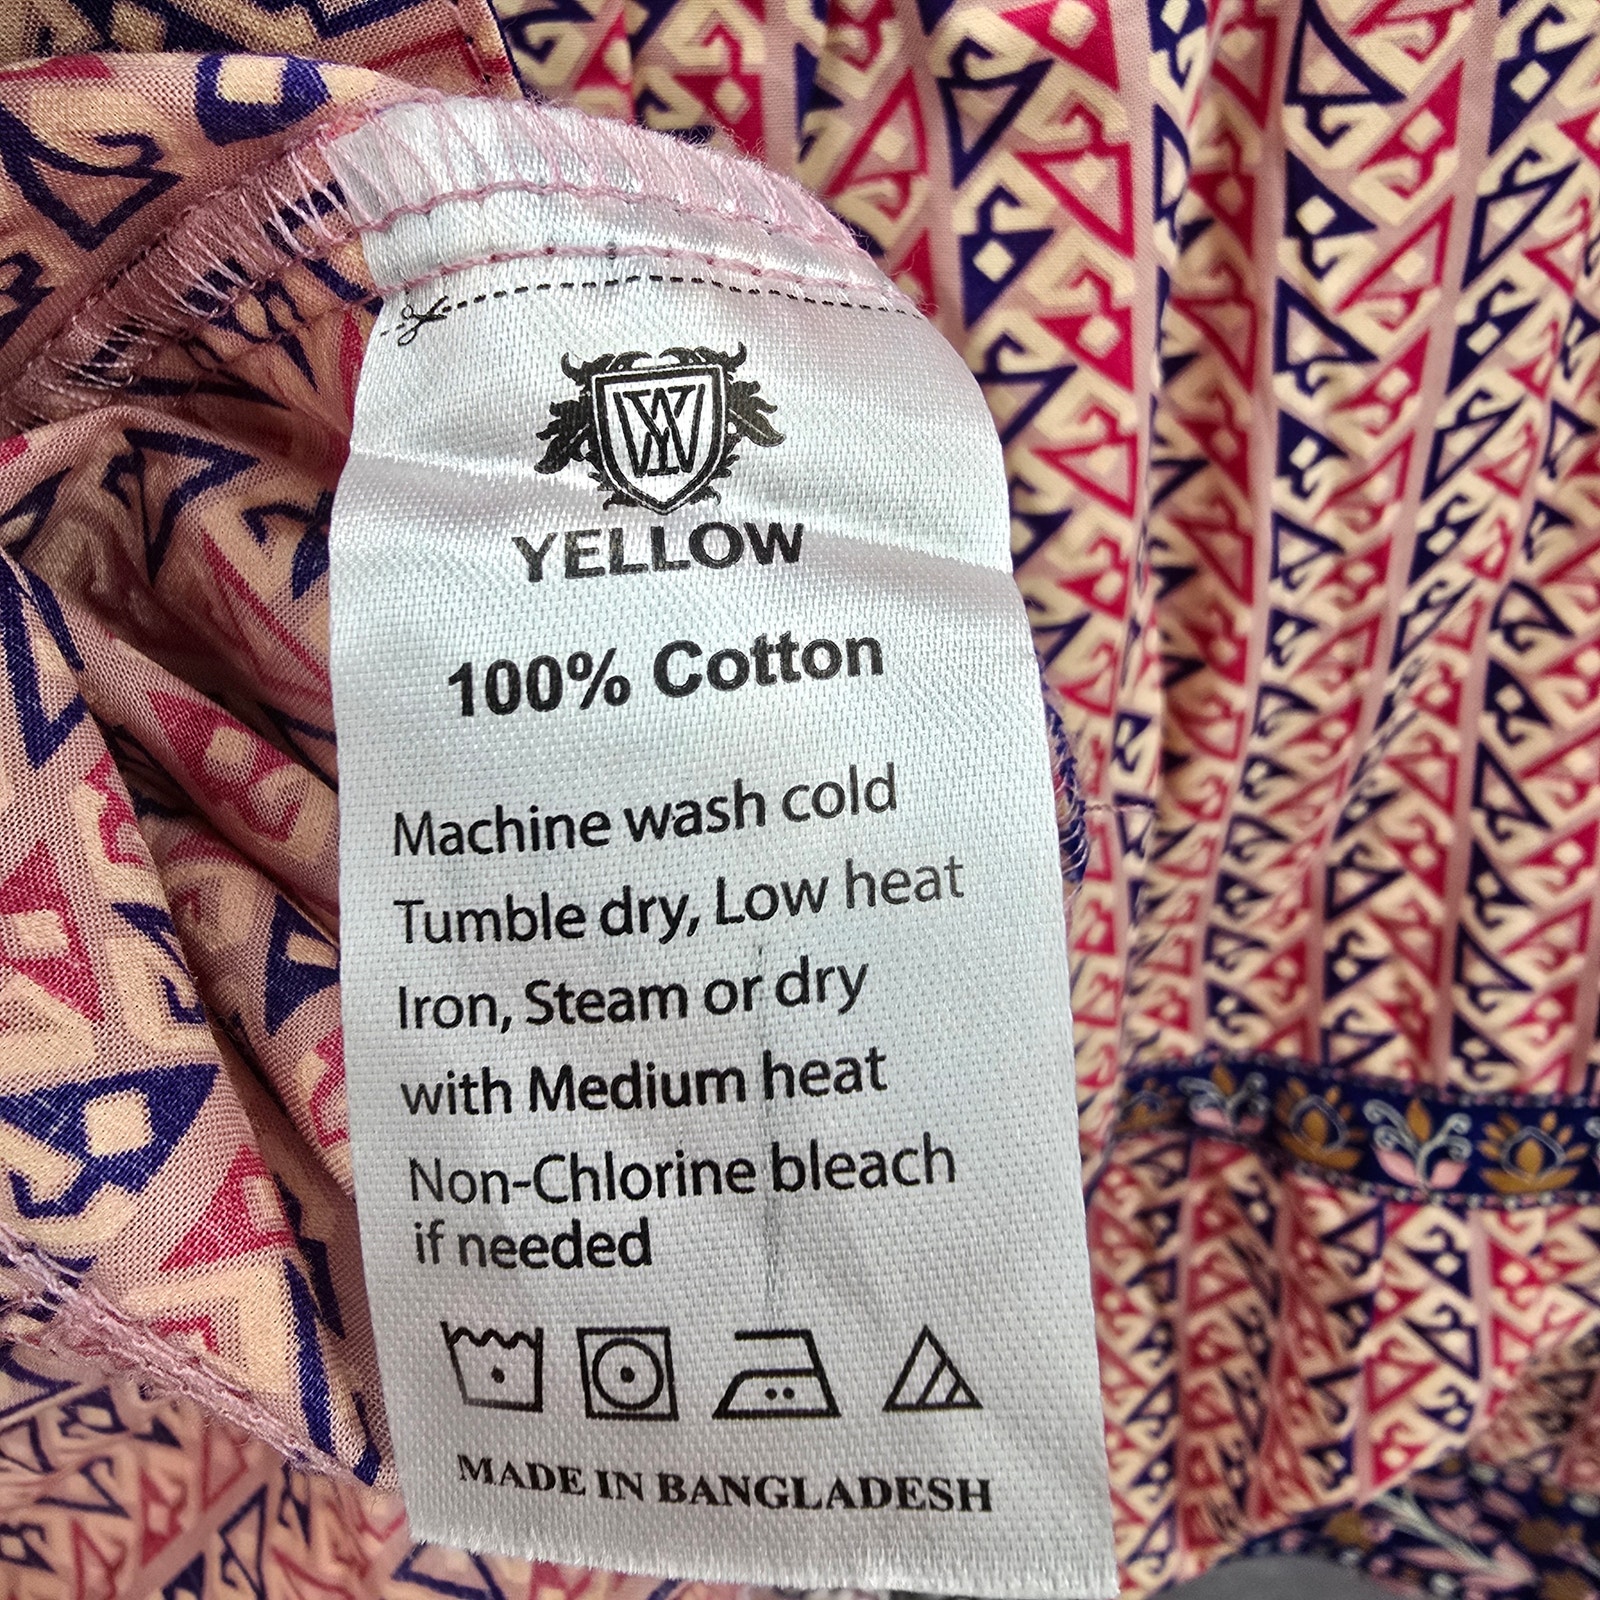 YELLOW
100% Cotton
Machine wash cold
Tumble dry, Low heat
Iron, Steam or dry
with Medium heat
Non-Chlorine bleach
if needed
MADE IN BANGLADESH